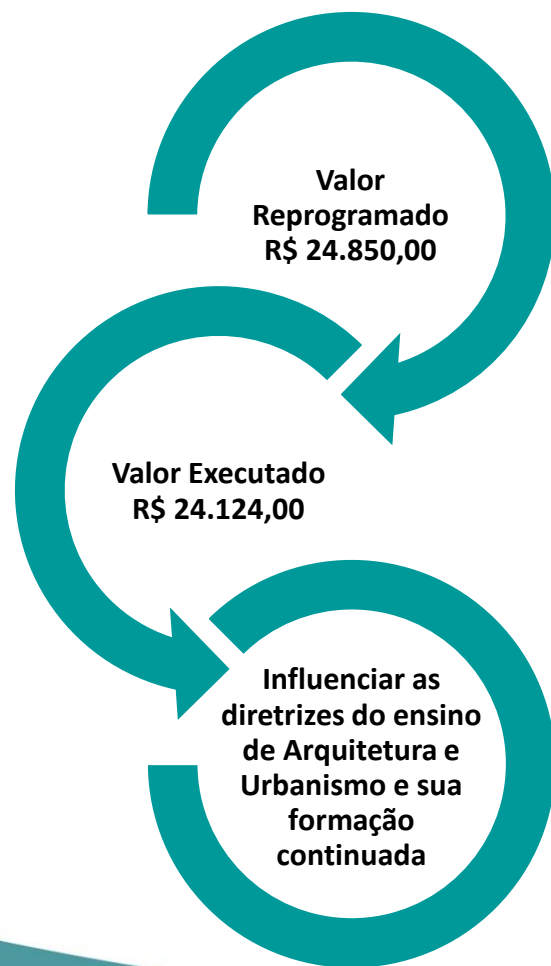 Valor
Reprogramado
R$ 24.850,00
Valor Executado
R$ 24.124,00
Influenciar as
diretrizes do ensino
de Arquitetura e
Urbanismo e sua
formação
continuada